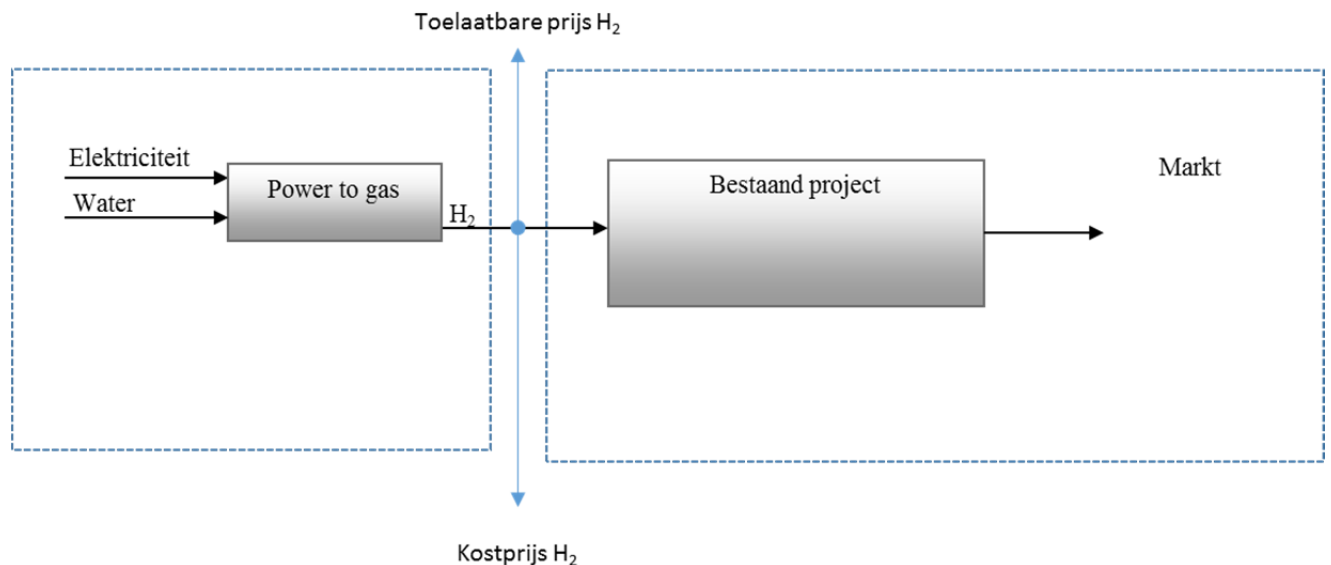 Toelaatbare prijs H₂
Elektriciteit
Water
Power to gas
H₂
Bestaand project
Markt
Kostprijs H₂